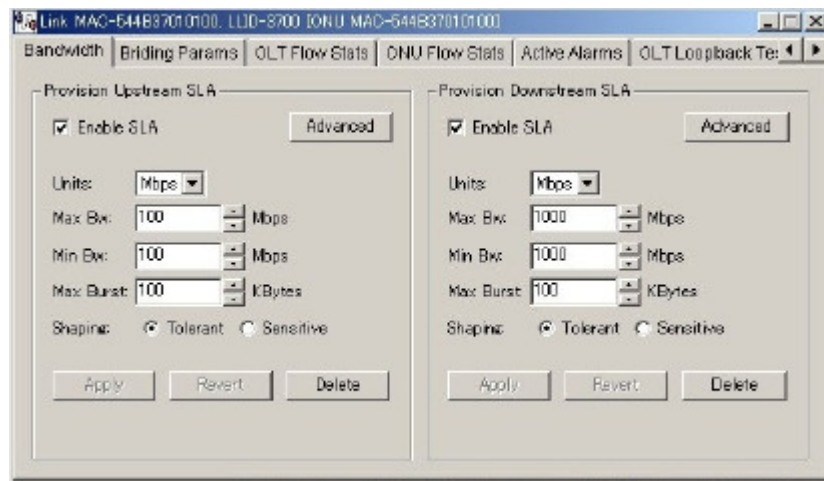 Link MAC-544B37010100. LLID-8700 [ONU MAC-544B37010100]
Bandwidth Briding Params OLT Flow Stats ONU Flow Stats Active Alarms OLT Loopback Te
Provision Upstream SLA
Enable SLA Advanced
Units: Mbps
Max Bw: 100 Mbps
Min Bw: 100 Mbps
Max Burst: 100 KBytes
Shaping: Tolerant Sensitive
Apply Revert Delete
Provision Downstream SLA
Enable SLA Advanced
Units: Mbps
Max Bw: 1000 Mbps
Min Bw: 1000 Mbps
Max Burst: 100 KBytes
Shaping: Tolerant Sensitive
Apply Revert Delete